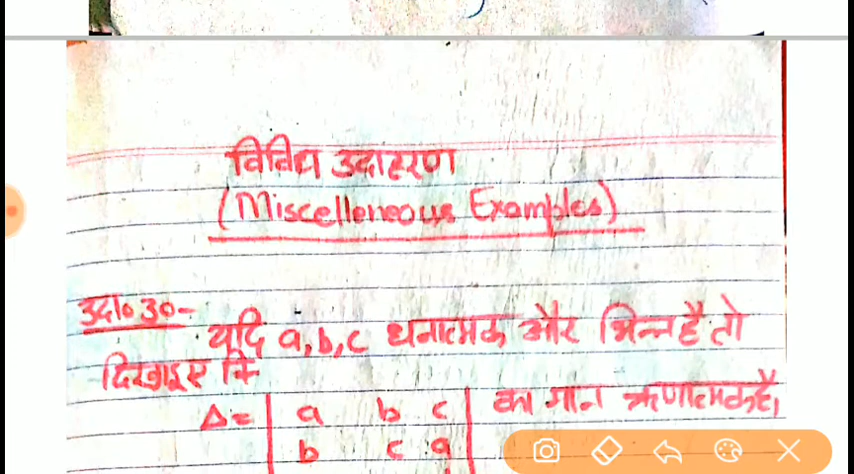 विविध उदाहरण
(Miscelleneous Examples)
उदा० 30-
यदि a, b, c धनात्मक और भिन्न है तो
दिखाइए कि
Δ = | a b c | का मान ऋणात्मक है,
| b c a |